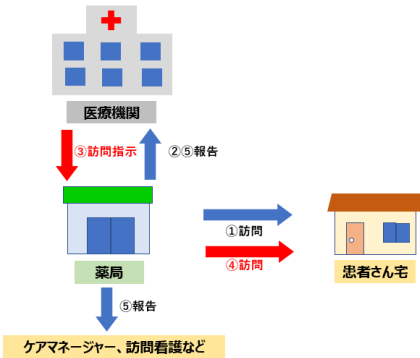 医療機関
③訪問指示
②⑤報告
薬局
①訪問
④訪問
患者さん宅
⑤報告
ケアマネージャー、訪問看護など